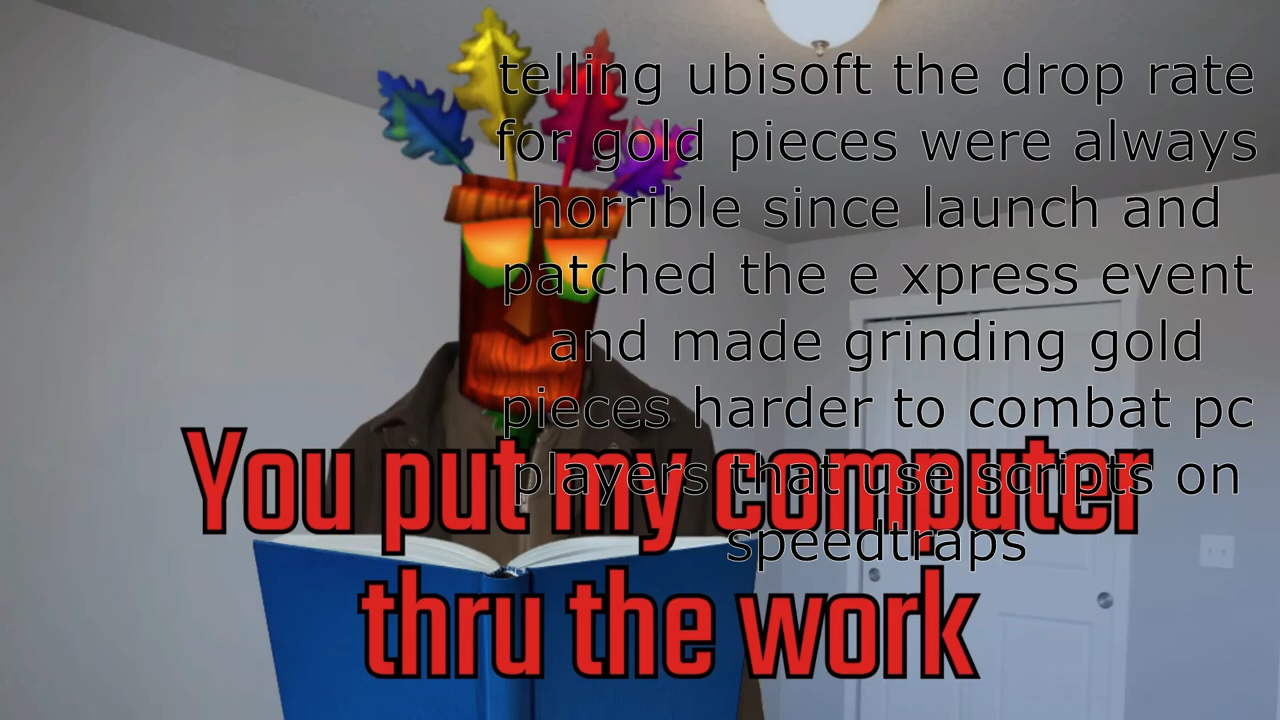 telling ubisoft the drop rate
for gold pieces were always
horrible since launch and
patched the e xpress event
and made grinding gold
pieces harder to combat pc
players that use scripts on
speedtraps
You put my computer
thru the work